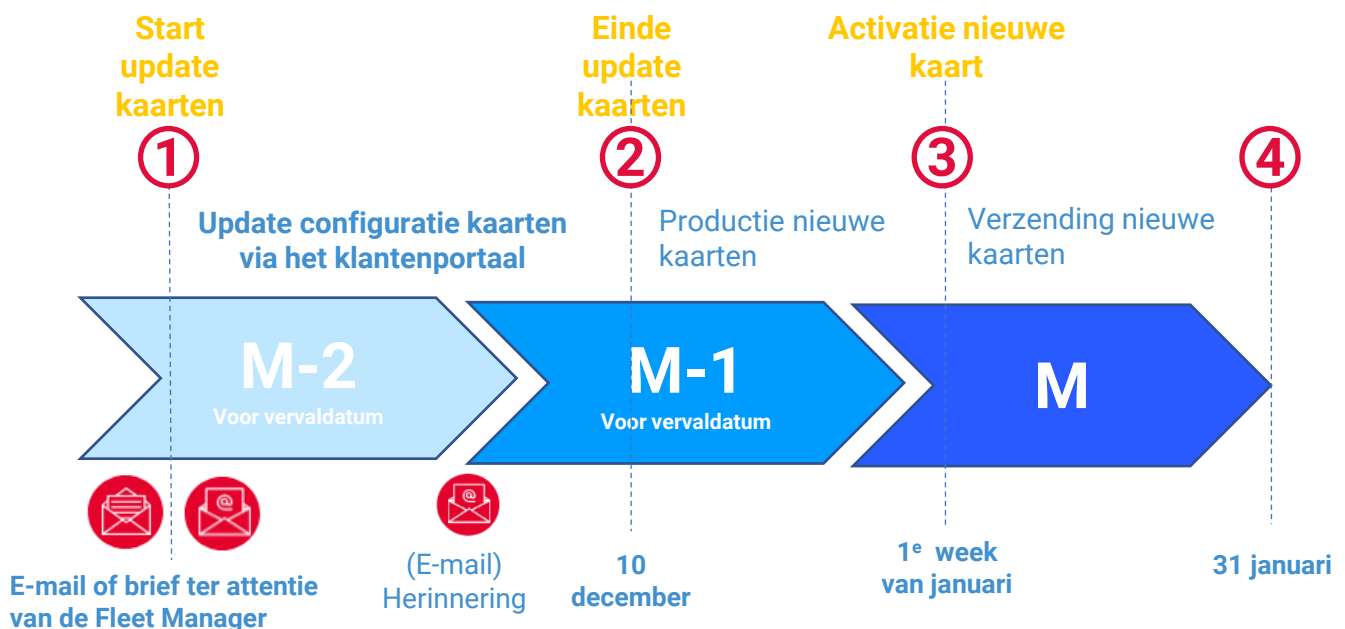 Start
update
kaarten
Einde
update
kaarten
Activatie nieuwe
kaart
1
2
3
4
Update configuratie kaarten
via het klantenportaal
Productie nieuwe
kaarten
Verzending nieuwe
kaarten
M-2
Voor vervaldatum
M-1
Voor vervaldatum
M
@
@
E-mail of brief ter attentie
van de Fleet Manager
(E-mail)
Herinnering
10
december
1e week
van januari
31 januari